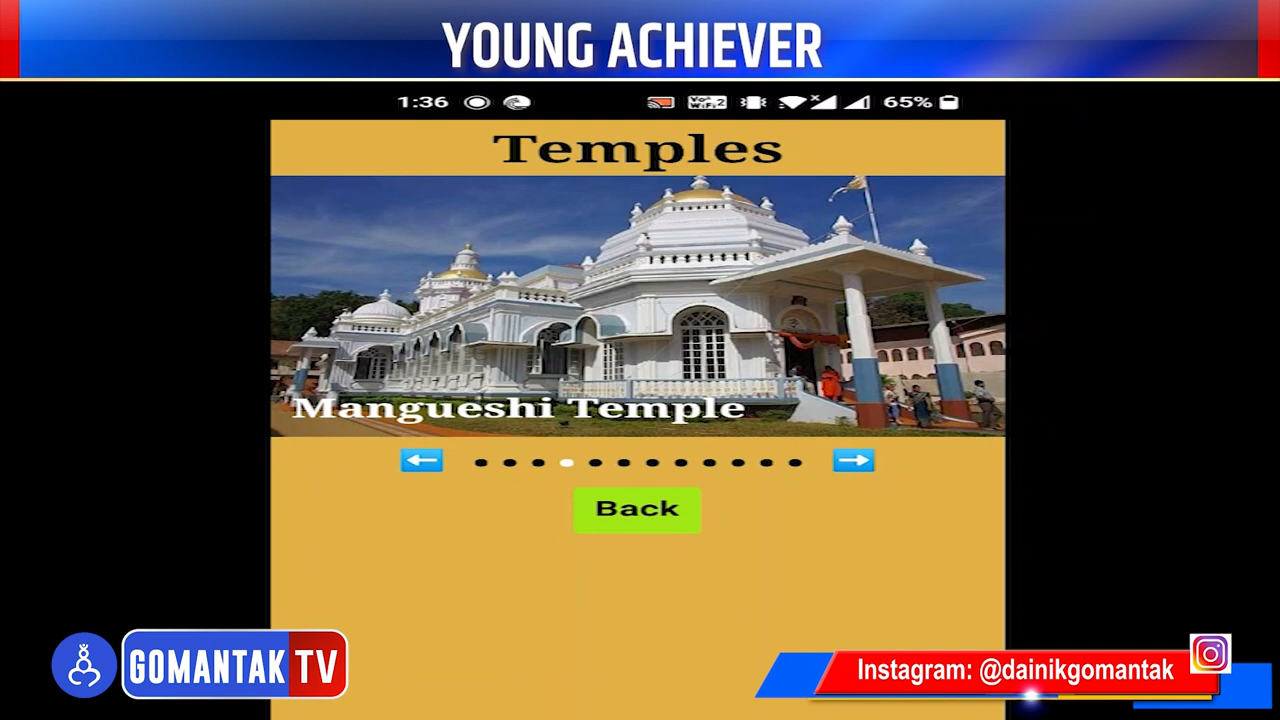 YOUNG ACHIEVER
1:36
65%
Temples
Mangueshi Temple
Back
GOMANTAK TV
Instagram: @dainikgomantak